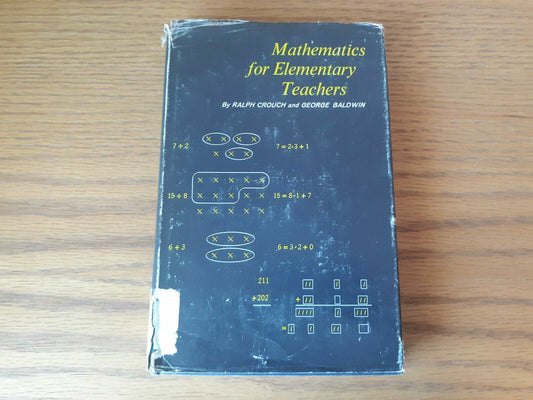 Mathematics
for Elementary
Teachers
By RALPH CROUCH and GEORGE BALDWIN
7 ÷ 2
7 = 2·3 + 1
15 ÷ 8
15 = 8·1 + 7
6 ÷ 3
6 = 3·2 + 0
211
+202
+
=